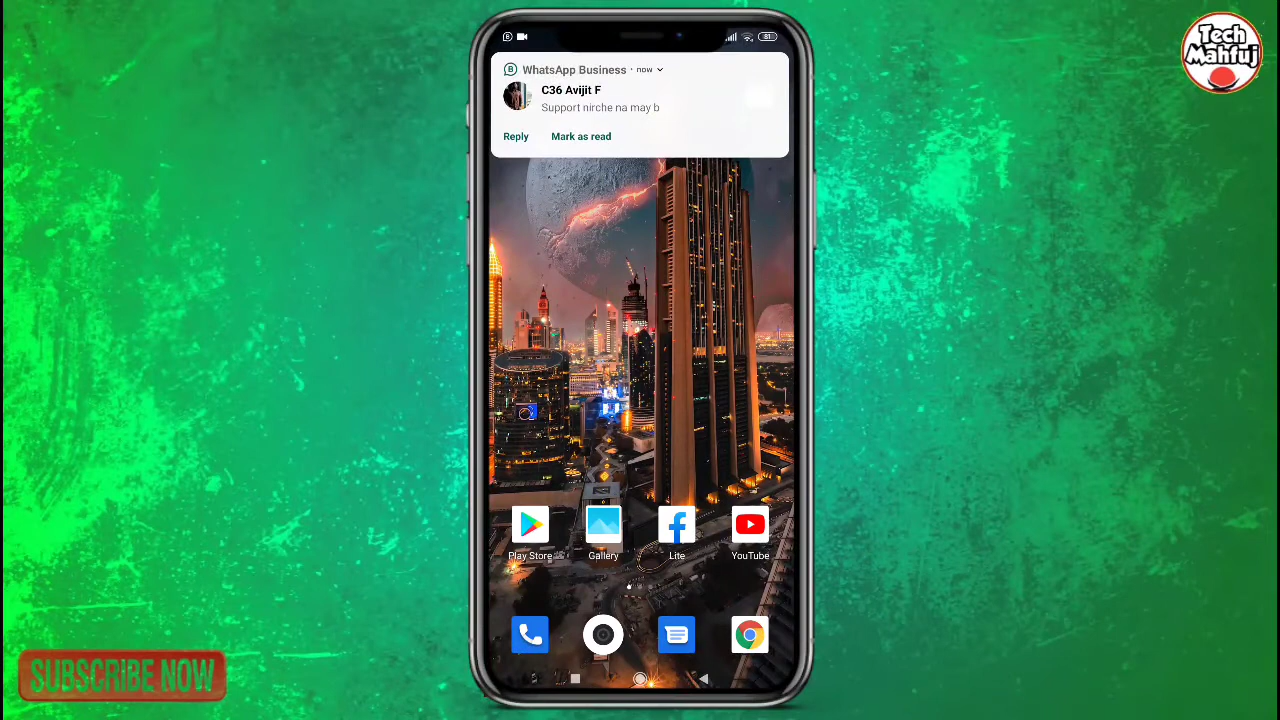 Tech
Mahfuj
81
WhatsApp Business · now
C36 Avijit F
Support nirche na may b
Reply
Mark as read
Play Store
Gallery
Lite
YouTube
SUBSCRIBE NOW